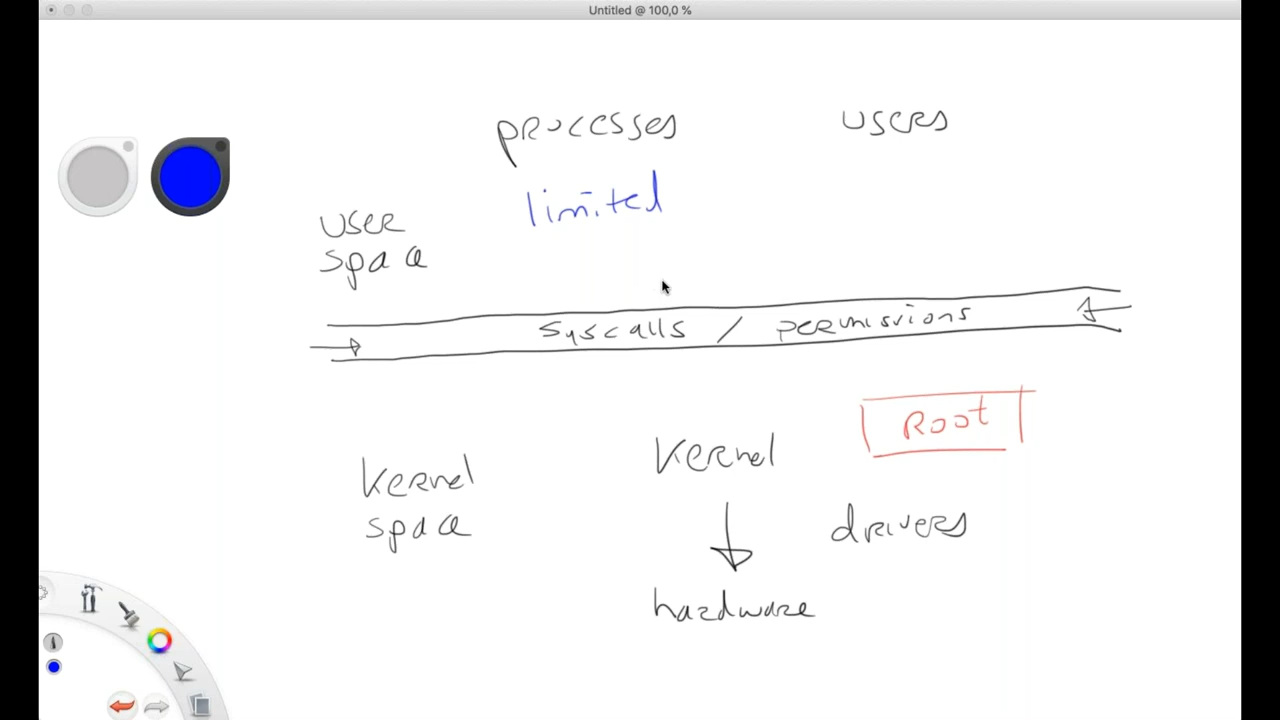 Untitled @ 100,0 %
processes
users
limited
user
space
syscalls / permissions
Root
Kernel
Kernel
space
drivers
hardware